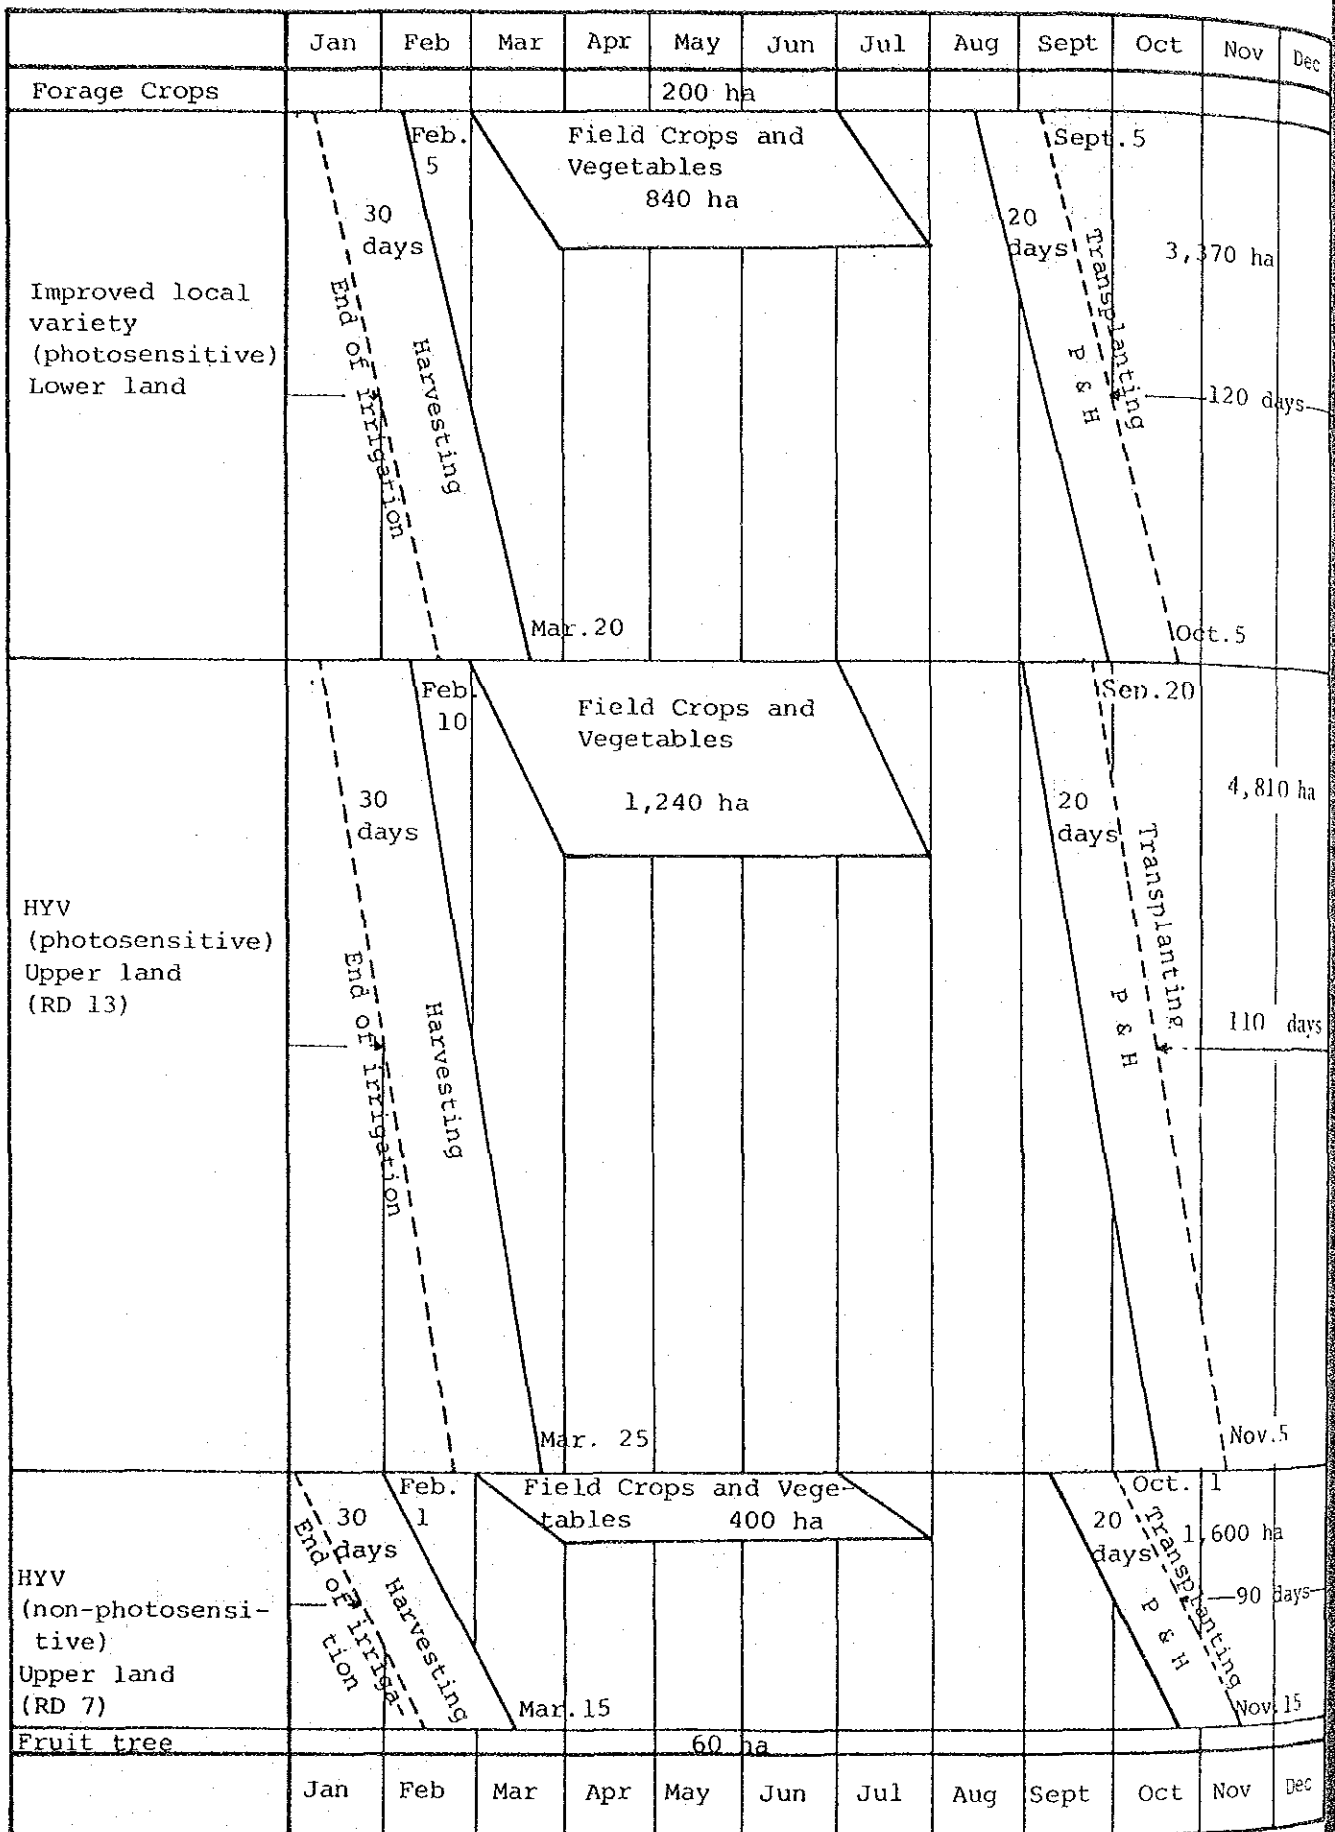 Jan Feb Mar Apr May Jun Jul Aug Sept Oct Nov Dec
Forage Crops 200 ha
Improved local
variety
(photosensitive)
Lower land
30
days
End of irrigation
Feb.
5
Harvesting
Mar.20
Field Crops and
Vegetables
840 ha
20
days
Sept.5
Transplanting
P & H
3,370 ha
120 days
Oct.5
HYV
(photosensitive)
Upper land
(RD 13)
30
days
End of irrigation
Feb.
10
Harvesting
Mar. 25
Field Crops and
Vegetables
1,240 ha
20
days
Sep.20
Transplanting
P & H
4,810 ha
110 days
Nov.5
HYV
(non-photosensi-
tive)
Upper land
(RD 7)
30
days
End of irriga-
tion
Feb.
1
Harvesting
Mar.15
Field Crops and Vege-
tables 400 ha
20
days
Oct. 1
Transplanting
P & H
1,600 ha
90 days
Nov.15
Fruit tree 60 ha
Jan Feb Mar Apr May Jun Jul Aug Sept Oct Nov Dec